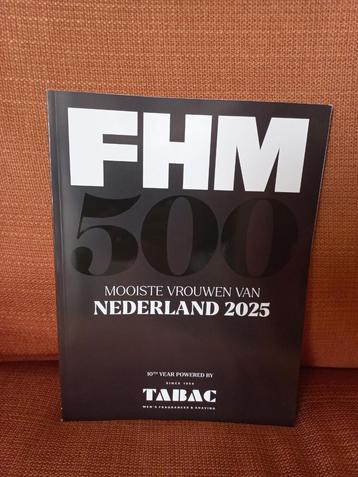 FHM
500
MOOISTE VROUWEN VAN
NEDERLAND 2025
10TH YEAR POWERED BY
SINCE 1959
TABAC
MEN'S FRAGRANCES & SHAVING